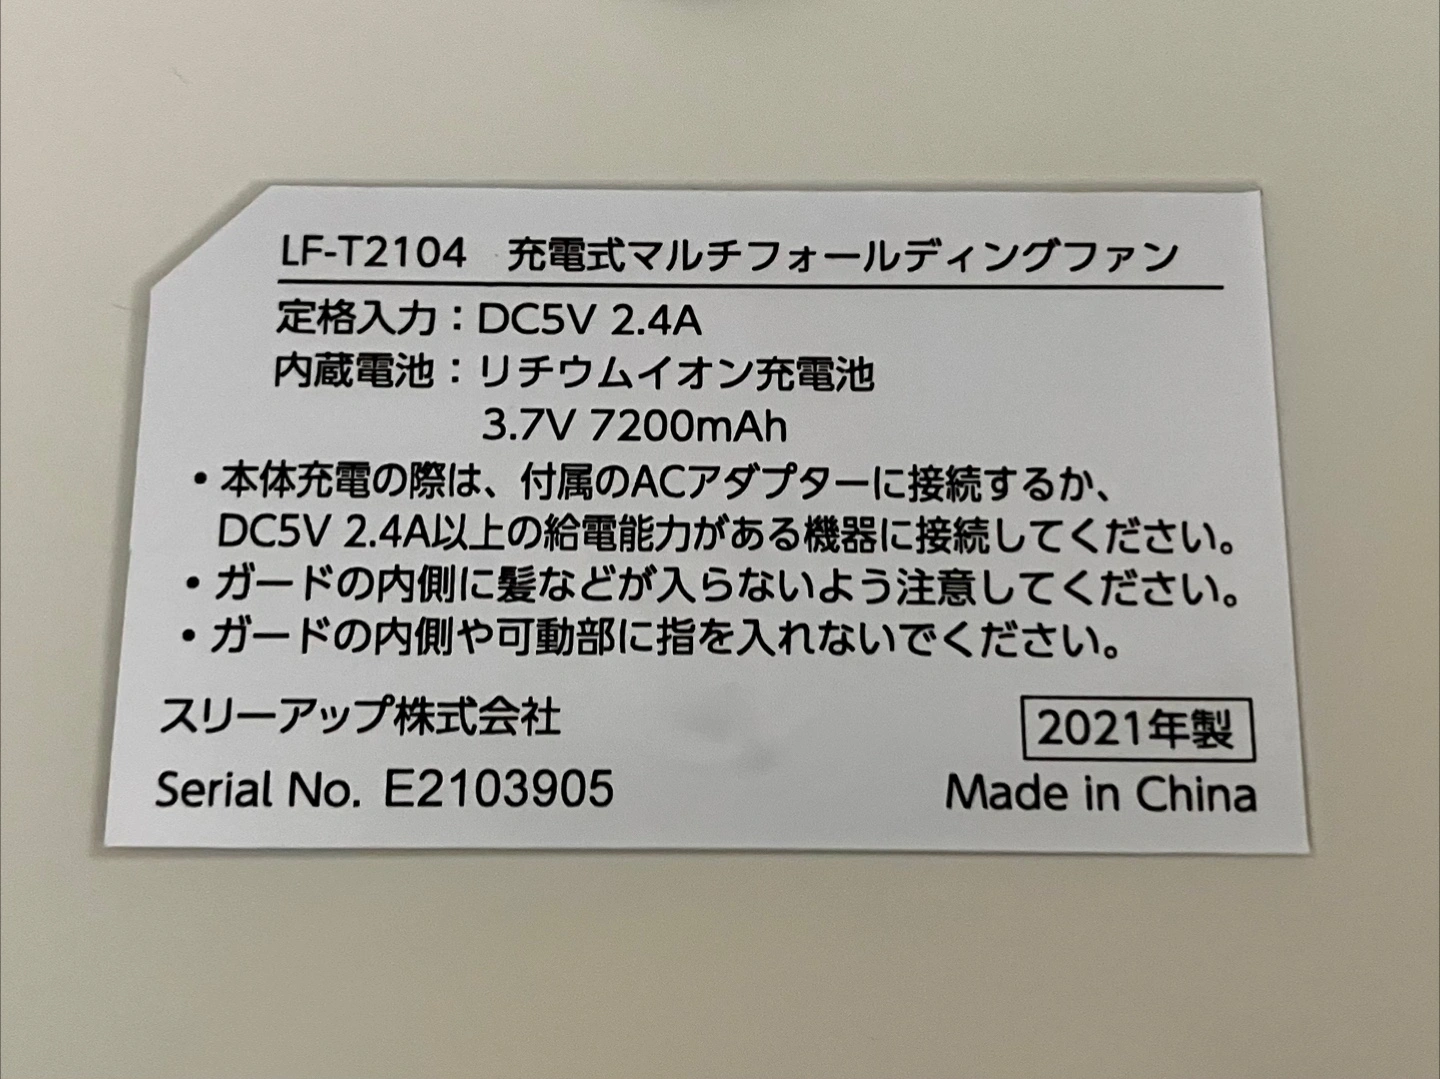 LF-T2104 充電式マルチフォールディングファン
定格入力：DC5V 2.4A
内蔵電池：リチウムイオン充電池
3.7V 7200mAh
・本体充電の際は、付属のACアダプターに接続するか、
DC5V 2.4A以上の給電能力がある機器に接続してください。
・ガードの内側に髪などが入らないよう注意してください。
・ガードの内側や可動部に指を入れないでください。
スリーアップ株式会社
2021年製
Serial No. E2103905
Made in China